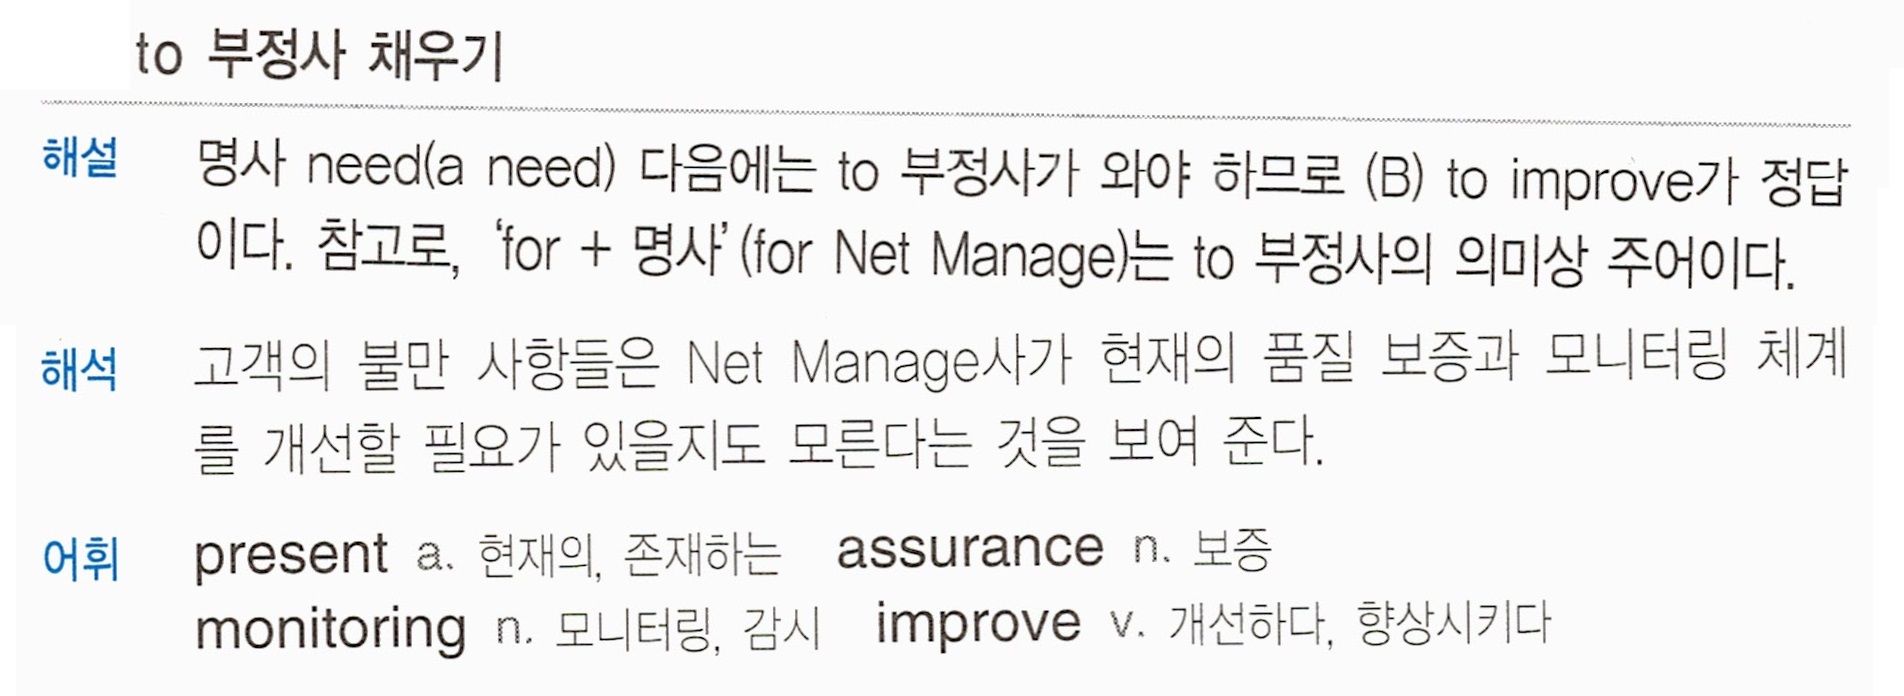 to 부정사 채우기
해설 명사 need(a need) 다음에는 to 부정사가 와야 하므로 (B) to improve가 정답
이다. 참고로, ‘for + 명사’(for Net Manage)는 to 부정사의 의미상 주어이다.
해석 고객의 불만 사항들은 Net Manage사가 현재의 품질 보증과 모니터링 체계
를 개선할 필요가 있을지도 모른다는 것을 보여 준다.
어휘 present a. 현재의, 존재하는 assurance n. 보증
monitoring n. 모니터링, 감시 improve v. 개선하다, 향상시키다